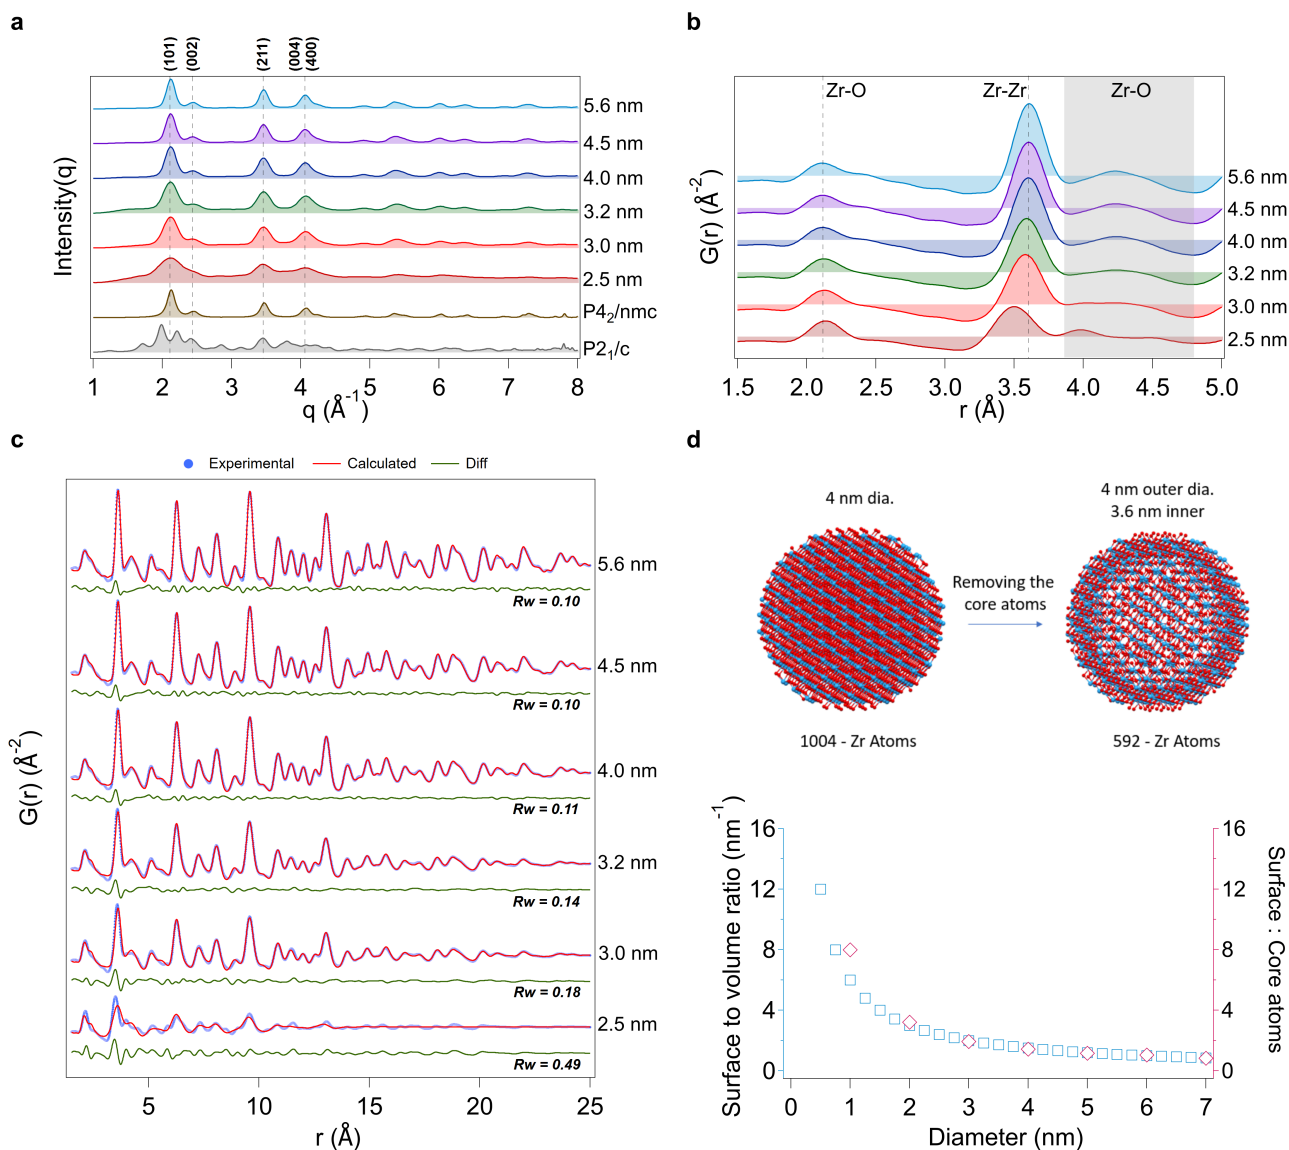 a
(101)
(002)
(211)
(004)
(400)
5.6 nm
4.5 nm
4.0 nm
3.2 nm
3.0 nm
2.5 nm
P4₂/nmc
P2₁/c
Intensity(q)
1 2 3 4 5 6 7 8
q (Å⁻¹)
b
Zr-O Zr-Zr Zr-O
5.6 nm
4.5 nm
4.0 nm
3.2 nm
3.0 nm
2.5 nm
G(r) (Å⁻²)
1.5 2.0 2.5 3.0 3.5 4.0 4.5 5.0
r (Å)
c
Experimental Calculated Diff
5.6 nm
Rw = 0.10
4.5 nm
Rw = 0.10
4.0 nm
Rw = 0.11
3.2 nm
Rw = 0.14
3.0 nm
Rw = 0.18
2.5 nm
Rw = 0.49
G(r) (Å⁻²)
5 10 15 20 25
r (Å)
d
4 nm dia.
4 nm outer dia.
3.6 nm inner
Removing the
core atoms
1004 - Zr Atoms
592 - Zr Atoms
Surface to volume ratio (nm⁻¹)
16 16
12 12
8 8
4 4
0 0
Surface : Core atoms
0 1 2 3 4 5 6 7
Diameter (nm)